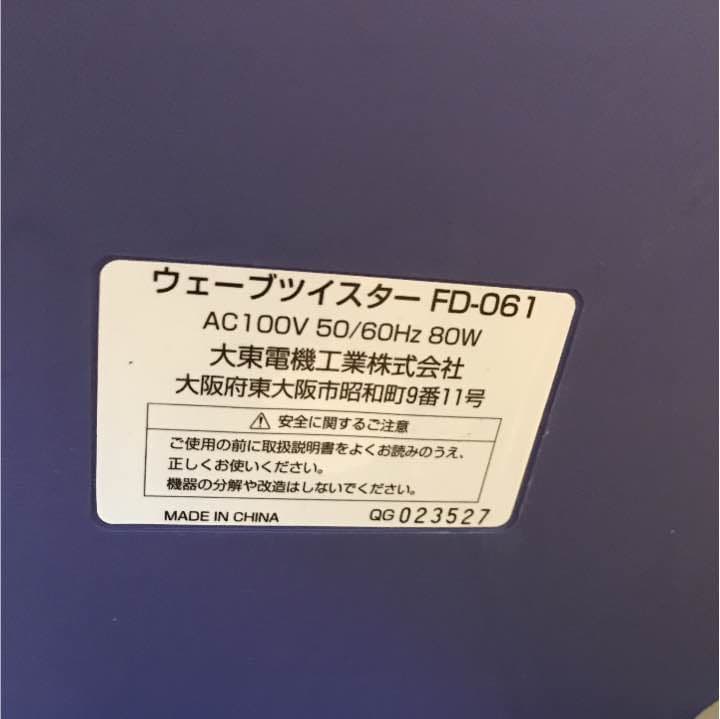 ウェーブツイスター FD-061
AC100V 50/60Hz 80W
大東電機工業株式会社
大阪府東大阪市昭和町9番11号
⚠ 安全に関するご注意
ご使用の前に取扱説明書をよくお読みのうえ、
正しくお使いください。
機器の分解や改造はしないでください。
MADE IN CHINA QG 023527